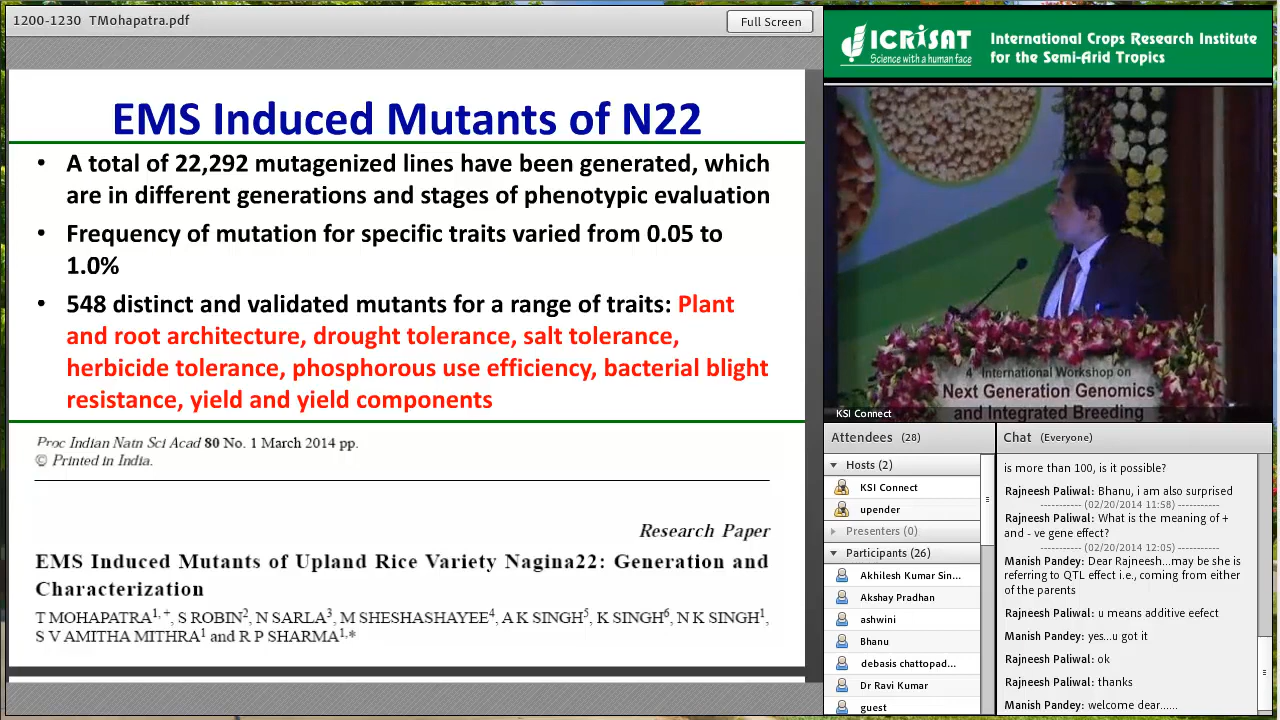 1200-1230 TMohapatra.pdf
Full Screen
EMS Induced Mutants of N22
• A total of 22,292 mutagenized lines have been generated, which
are in different generations and stages of phenotypic evaluation
• Frequency of mutation for specific traits varied from 0.05 to
1.0%
• 548 distinct and validated mutants for a range of traits: Plant
and root architecture, drought tolerance, salt tolerance,
herbicide tolerance, phosphorous use efficiency, bacterial blight
resistance, yield and yield components
Proc Indian Natn Sci Acad 80 No. 1 March 2014 pp.
© Printed in India.
Research Paper
EMS Induced Mutants of Upland Rice Variety Nagina22: Generation and
Characterization
T MOHAPATRA1,+, S ROBIN2, N SARLA3, M SHESHASHAYEE4, A K SINGH5, K SINGH6, N K SINGH1,
S V AMITHA MITHRA1 and R P SHARMA1,*
ICRISAT
Science with a human face
International Crops Research Institute
for the Semi-Arid Tropics
4th International Workshop on
Next Generation Genomics
and Integrated Breeding
KSI Connect
Attendees (28)
Hosts (2)
KSI Connect
upender
Presenters (0)
Participants (26)
Akhilesh Kumar Sin...
Akshay Pradhan
ashwini
Bhanu
debasis chattopad...
Dr Ravi Kumar
guest
Chat (Everyone)
is more than 100, is it possible?
Rajneesh Paliwal: Bhanu, i am also surprised
----------- (02/20/2014 11:58) -----------
Rajneesh Paliwal: What is the meaning of +
and - ve gene effect?
----------- (02/20/2014 12:05) -----------
Manish Pandey: Dear Rajneesh...may be she is
referring to QTL effect i.e., coming from either
of the parents
Rajneesh Paliwal: u means additive eefect
Manish Pandey: yes...u got it
Rajneesh Paliwal: ok
Rajneesh Paliwal: thanks
Manish Pandey: welcome dear......